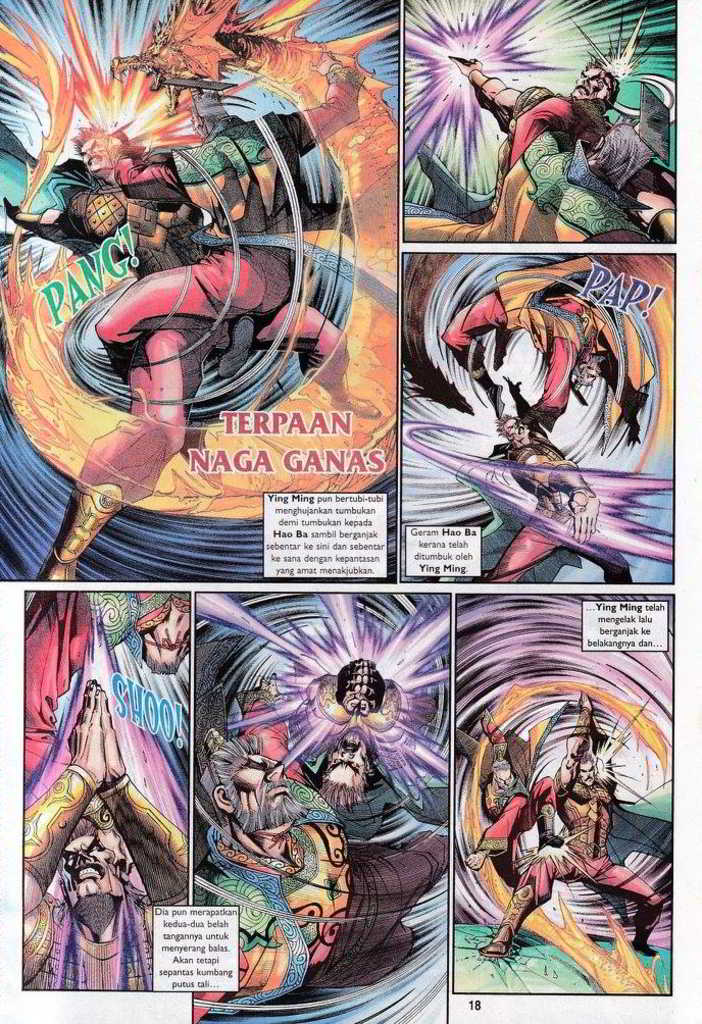 PANG!
TERPAAN
NAGA GANAS
Ying Ming pun bertubi-tubi
menghujankan tumbukan
demi tumbukan kepada
Hao Ba sambil berganjak
sebentar ke sini dan sebentar
ke sana dengan kepantasan
yang amat menakjubkan.
PAP!
Geram Hao Ba
kerana telah
ditumbuk oleh
Ying Ming.
SHOO!
Dia pun merapatkan
kedua-dua belah
tangannya untuk
menyerang balas.
Akan tetapi
sepantas kumbang
putus tali...
...Ying Ming telah
mengelak lalu
berganjak ke
belakangnya dan...
18